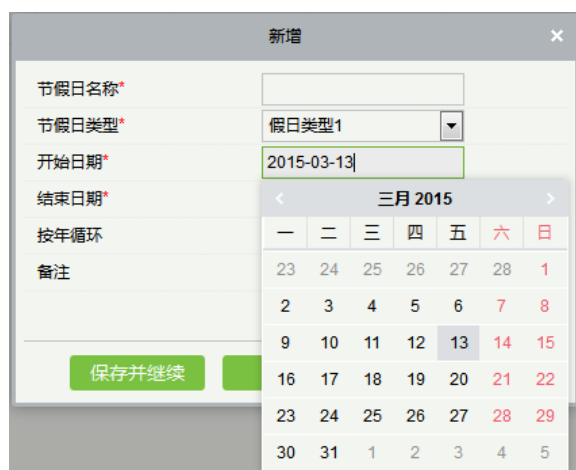 新增 ×
节假日名称*
节假日类型* 假日类型1
开始日期* 2015-03-13
结束日期*
按年循环
备注
保存并继续
< 三月 2015 >
一 二 三 四 五 六 日
23 24 25 26 27 28 1
2 3 4 5 6 7 8
9 10 11 12 13 14 15
16 17 18 19 20 21 22
23 24 25 26 27 28 29
30 31 1 2 3 4 5